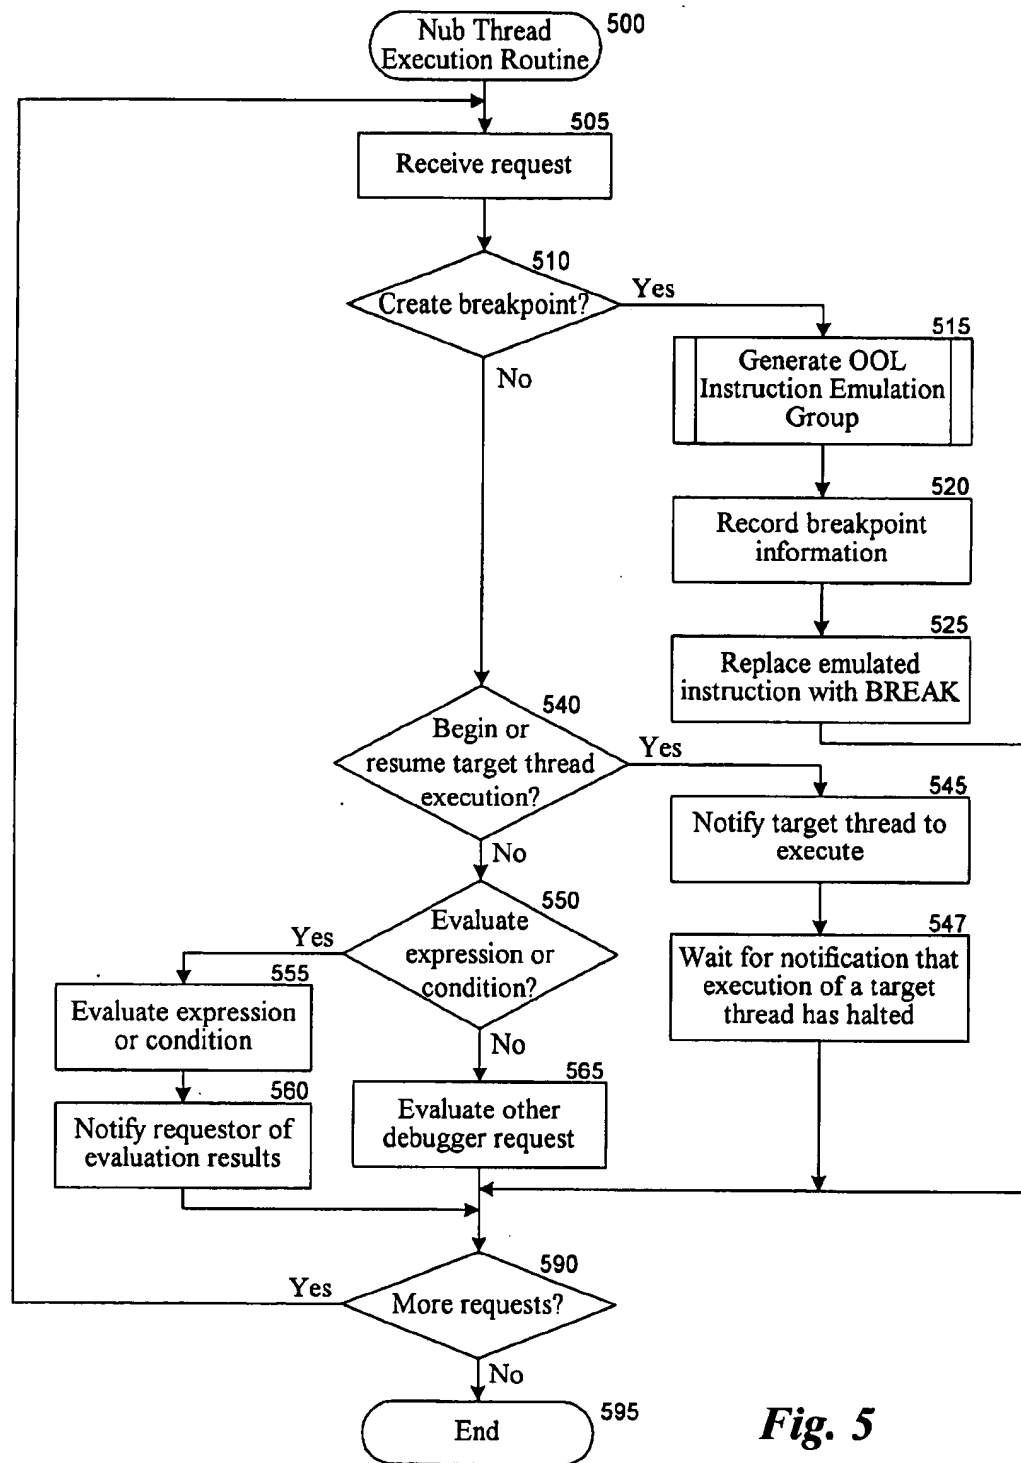 Nub Thread
Execution Routine
500
505
Receive request
510
Create breakpoint?
Yes
No
515
Generate OOL
Instruction Emulation
Group
520
Record breakpoint
information
525
Replace emulated
instruction with BREAK
540
Begin or
resume target thread
execution?
Yes
No
545
Notify target thread to
execute
547
Wait for notification that
execution of a target
thread has halted
550
Evaluate
expression or
condition?
Yes
No
555
Evaluate expression
or condition
560
Notify requestor of
evaluation results
565
Evaluate other
debugger request
590
More requests?
Yes
No
End
595
Fig. 5